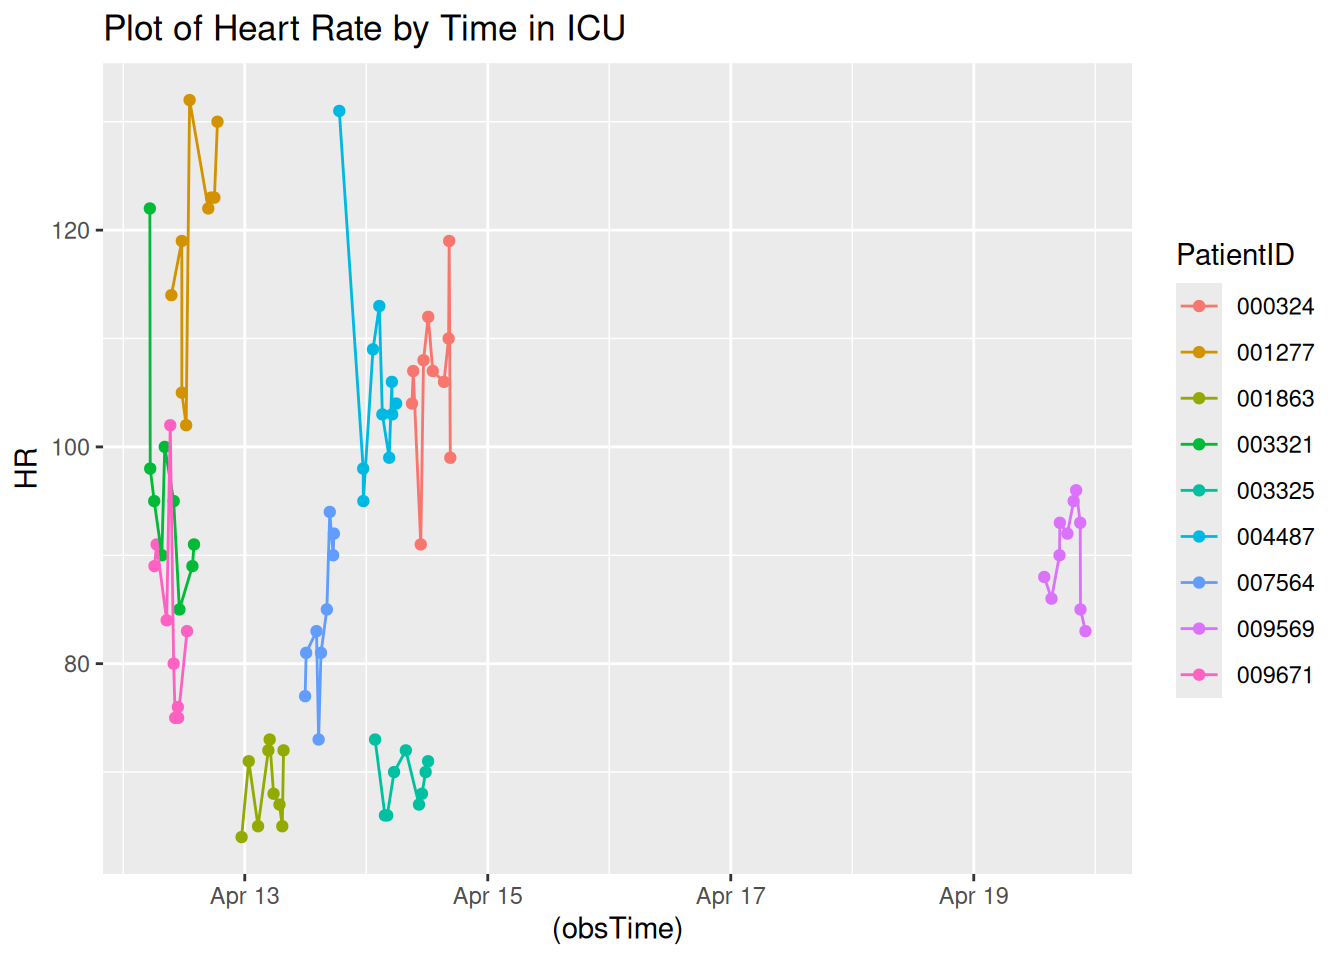 Plot of Heart Rate by Time in ICU
120
100
80
HR
Apr 13
Apr 15
Apr 17
Apr 19
(obsTime)
PatientID
000324
001277
001863
003321
003325
004487
007564
009569
009671